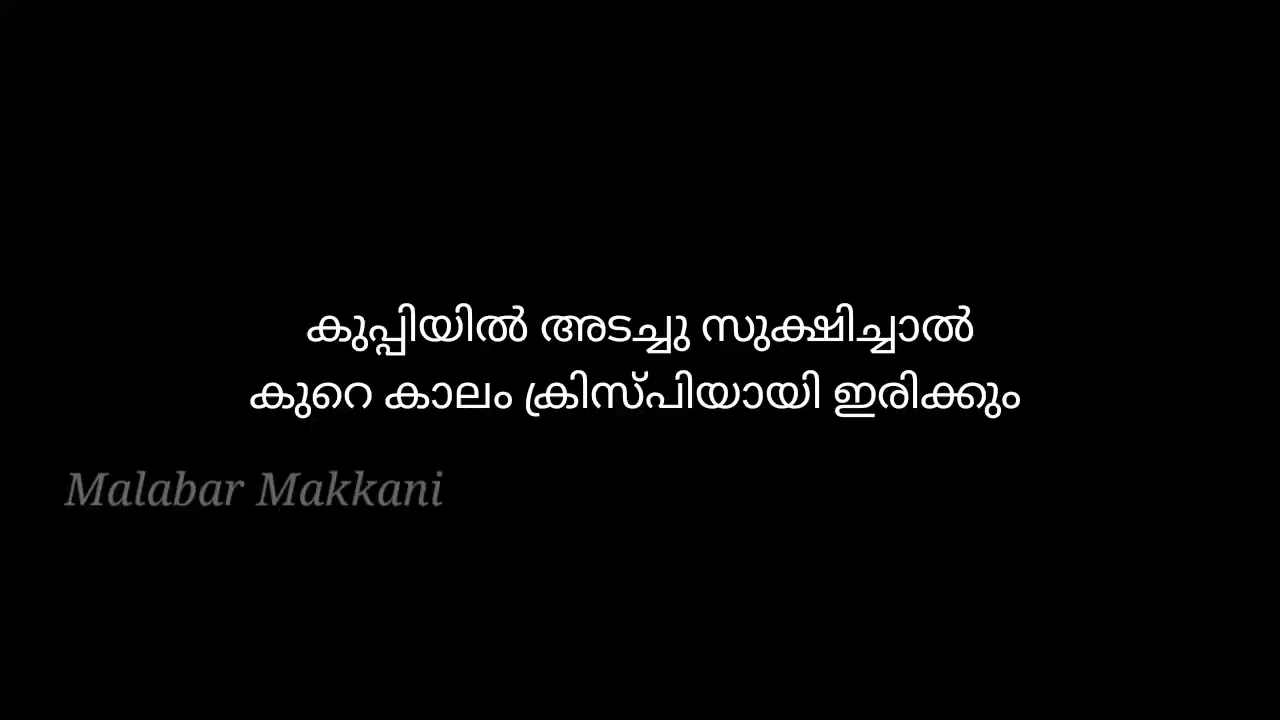 കുപ്പിയിൽ അടച്ചു സുക്ഷിച്ചാൽ
കുറെ കാലം ക്രിസ്പിയായി ഇരിക്കും
Malabar Makkani